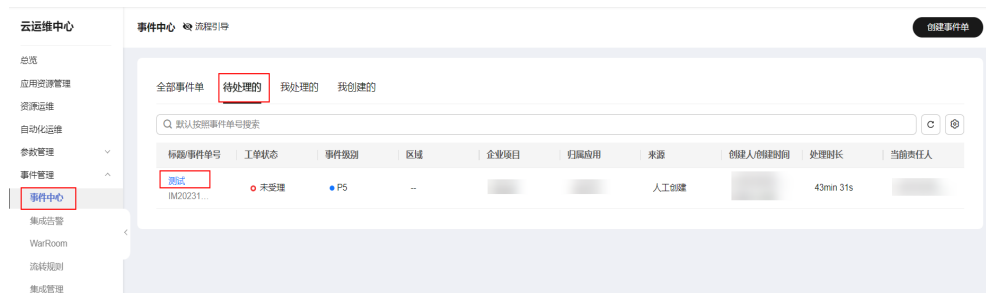 云运维中心
事件中心 流程引导
创建事件单
总览
应用资源管理
资源运维
自动化运维
参数管理
事件管理
事件中心
集成告警
WarRoom
流转规则
集成管理
全部事件单 待处理的 我处理的 我创建的
默认按照事件单号搜索
标题/事件单号 工单状态 事件级别 区域 企业项目 归属应用 来源 创建人/创建时间 处理时长 当前责任人
测试 未受理 P5 -- 人工创建 43min 31s
IM20231...